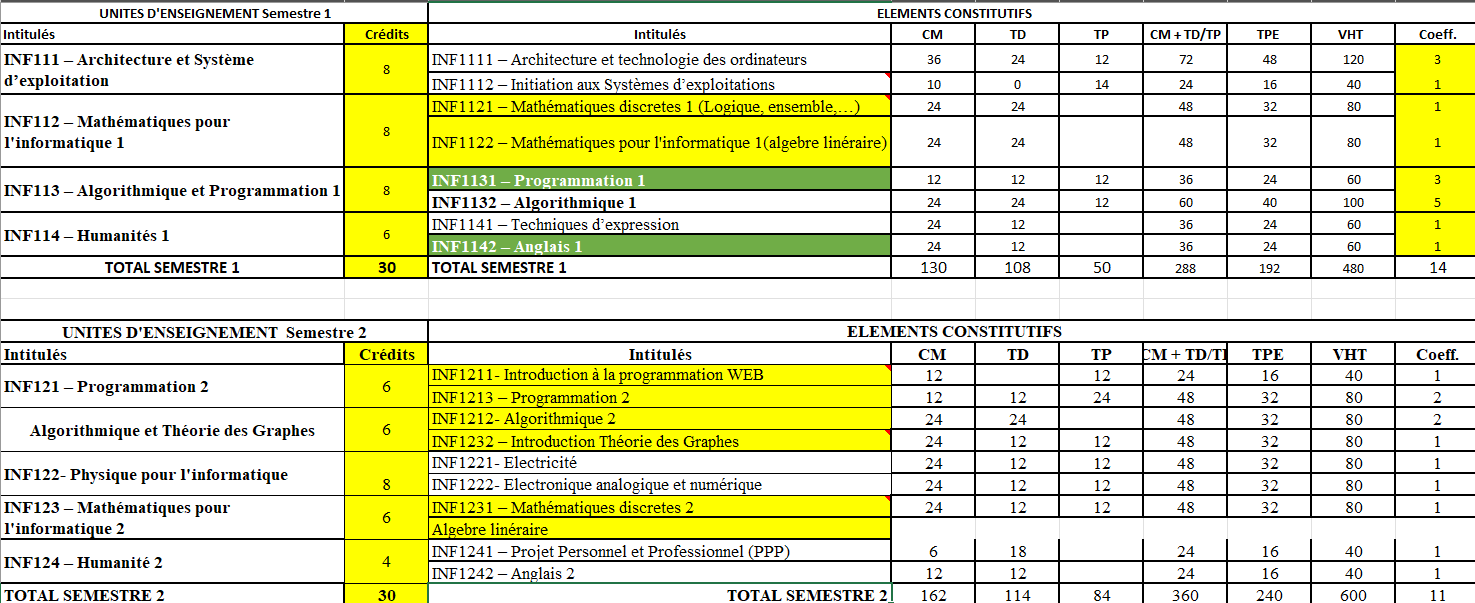 UNITES D'ENSEIGNEMENT Semestre 1 ELEMENTS CONSTITUTIFS
Intitulés Crédits Intitulés CM TD TP CM + TD/TP TPE VHT Coeff.
INF111 – Architecture et Système
d’exploitation 8
INF1111 – Architecture et technologie des ordinateurs 36 24 12 72 48 120 3
INF1112 – Initiation aux Systèmes d’exploitations 10 0 14 24 16 40 1
INF112 – Mathématiques pour
l'informatique 1 8
INF1121 – Mathématiques discretes 1 (Logique, ensemble,…) 24 24 48 32 80 1
INF1122 – Mathématiques pour l'informatique 1(algebre linéraire) 24 24 48 32 80 1
INF113 – Algorithmique et Programmation 1 8
INF1131 – Programmation 1 12 12 12 36 24 60 3
INF1132 – Algorithmique 1 24 24 12 60 40 100 5
INF114 – Humanités 1 6
INF1141 – Techniques d’expression 24 12 36 24 60 1
INF1142 – Anglais 1 24 12 36 24 60 1
TOTAL SEMESTRE 1 30 TOTAL SEMESTRE 1 130 108 50 288 192 480 14
UNITES D'ENSEIGNEMENT Semestre 2 ELEMENTS CONSTITUTIFS
Intitulés Crédits Intitulés CM TD TP CM + TD/TP TPE VHT Coeff.
INF121 – Programmation 2 6
INF1211- Introduction à la programmation WEB 12 12 24 16 40 1
INF1213 – Programmation 2 12 12 24 48 32 80 2
Algorithmique et Théorie des Graphes 6
INF1212- Algorithmique 2 24 24 48 32 80 2
INF1232 – Introduction Théorie des Graphes 24 12 12 48 32 80 1
INF122- Physique pour l'informatique 8
INF1221- Electricité 24 12 12 48 32 80 1
INF1222- Electronique analogique et numérique 24 12 12 48 32 80 1
INF123 – Mathématiques pour
l'informatique 2 6
INF1231 – Mathématiques discretes 2 24 12 12 48 32 80 1
Algebre linéraire
INF124 – Humanité 2 4
INF1241 – Projet Personnel et Professionnel (PPP) 6 18 24 16 40 1
INF1242 – Anglais 2 12 12 24 16 40 1
TOTAL SEMESTRE 2 30 TOTAL SEMESTRE 2 162 114 84 360 240 600 11